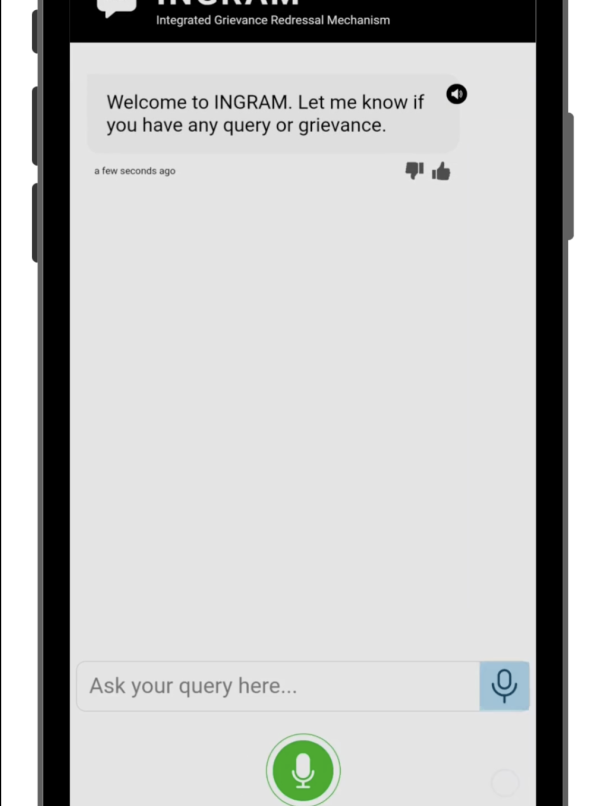 INGRAM
Integrated Grievance Redressal Mechanism
Welcome to INGRAM. Let me know if
you have any query or grievance.
a few seconds ago
Ask your query here...